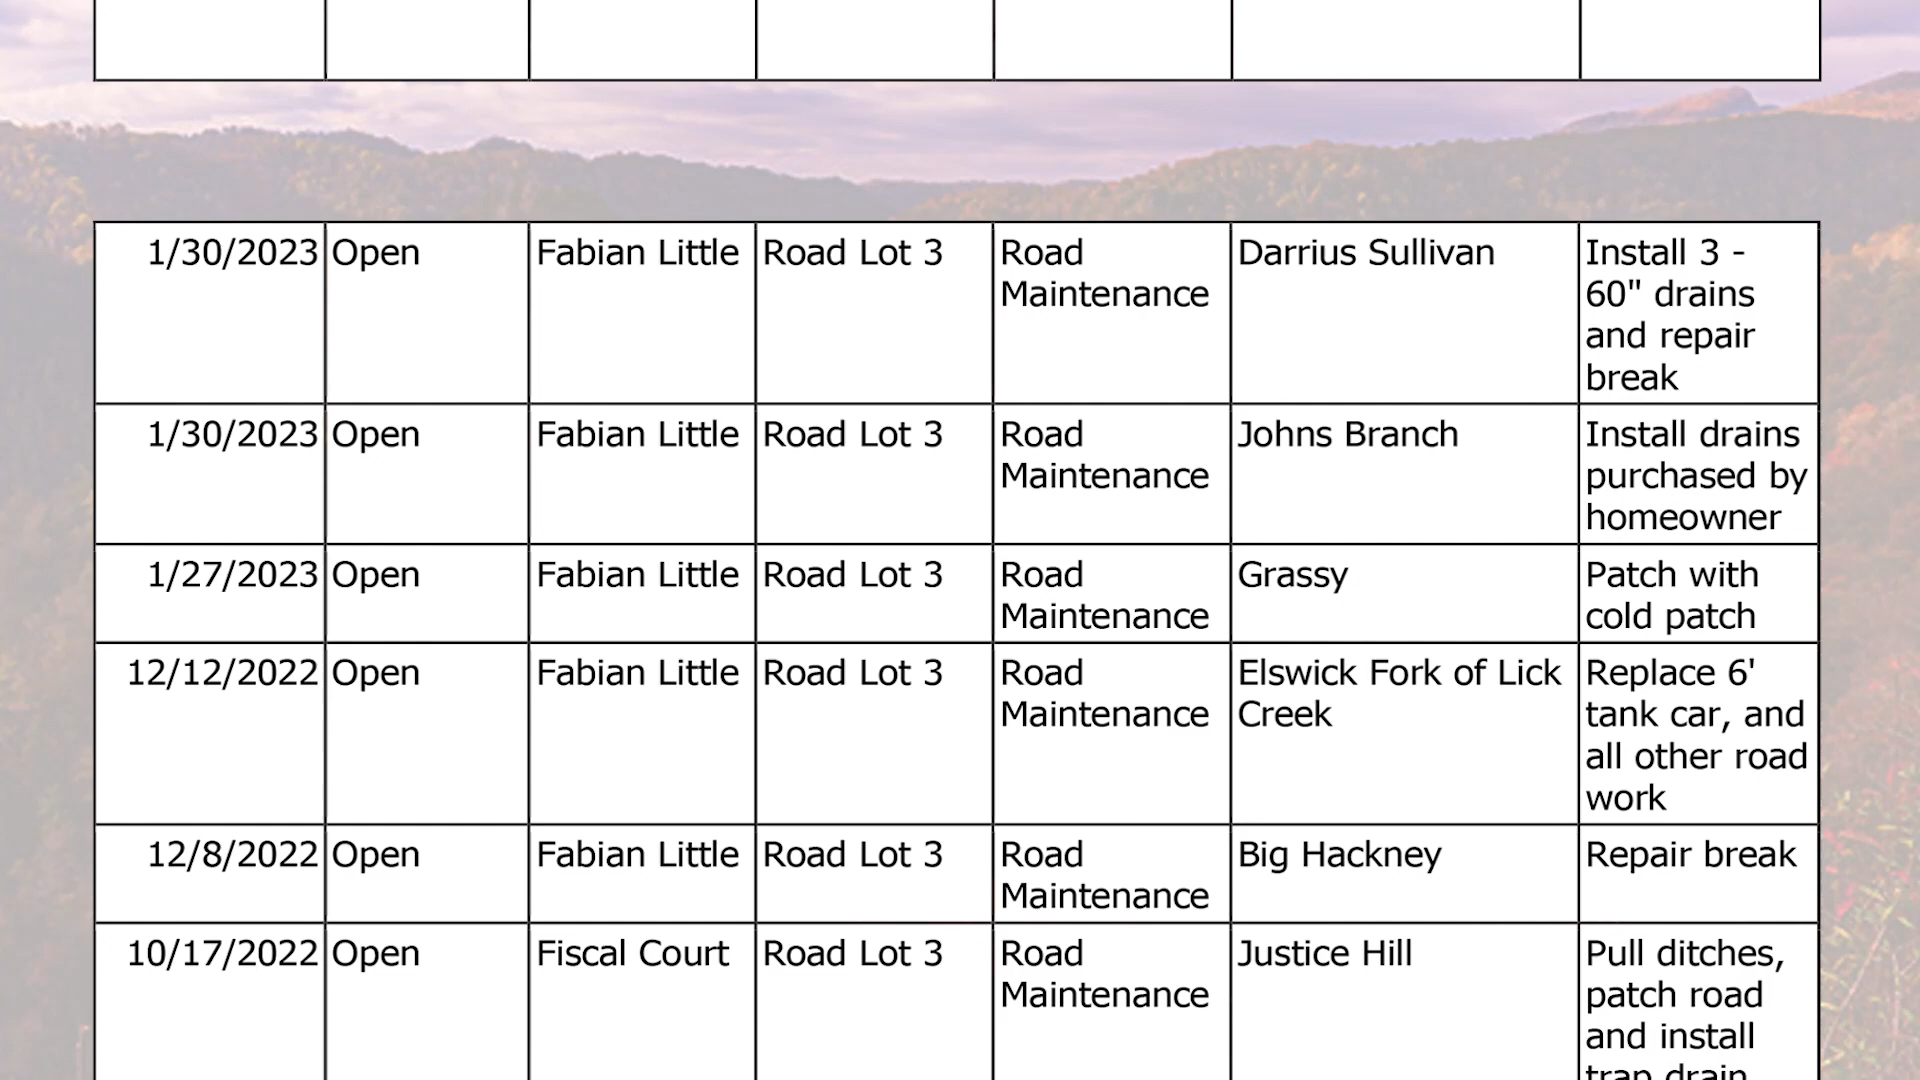 1/30/2023 Open Fabian Little Road Lot 3 Road Darrius Sullivan Install 3 -
Maintenance 60" drains
and repair
break
1/30/2023 Open Fabian Little Road Lot 3 Road Johns Branch Install drains
Maintenance purchased by
homeowner
1/27/2023 Open Fabian Little Road Lot 3 Road Grassy Patch with
Maintenance cold patch
12/12/2022 Open Fabian Little Road Lot 3 Road Elswick Fork of Lick Replace 6'
Maintenance Creek tank car, and
all other road
work
12/8/2022 Open Fabian Little Road Lot 3 Road Big Hackney Repair break
Maintenance
10/17/2022 Open Fiscal Court Road Lot 3 Road Justice Hill Pull ditches,
Maintenance patch road
and install
trap drain